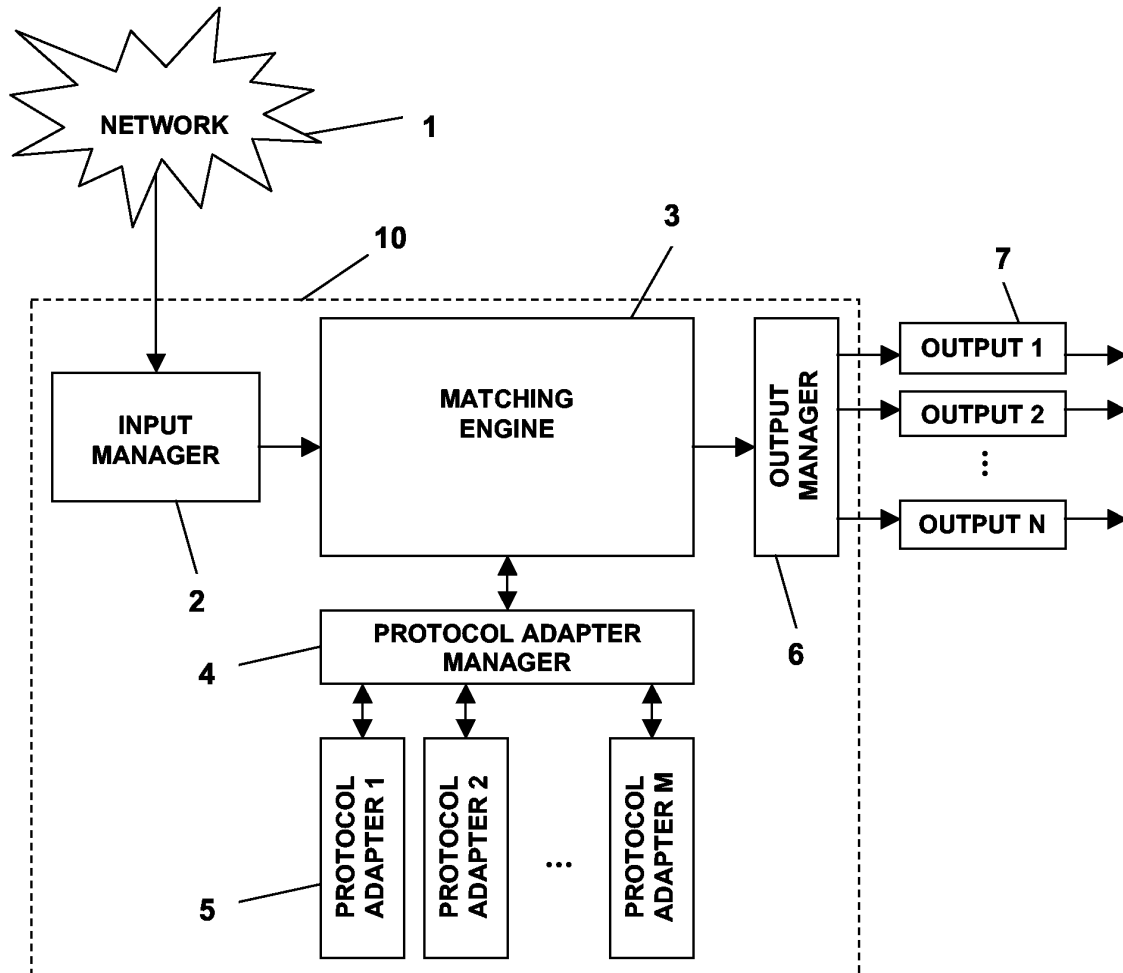 NETWORK
1
10
3
7
INPUT
MANAGER
2
MATCHING
ENGINE
OUTPUT
MANAGER
6
OUTPUT 1
OUTPUT 2
...
OUTPUT N
PROTOCOL ADAPTER
MANAGER
4
PROTOCOL
ADAPTER 1
PROTOCOL
ADAPTER 2
...
PROTOCOL
ADAPTER M
5